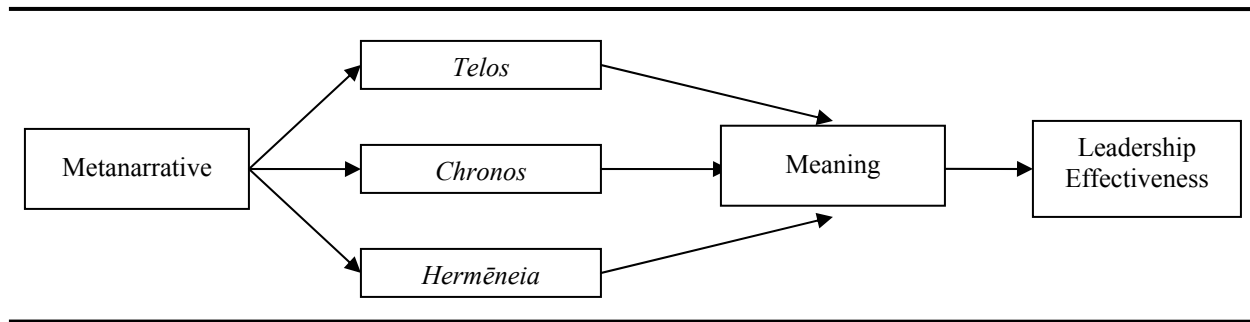 Telos
Metanarrative
Chronos
Hermēneia
Meaning
Leadership
Effectiveness